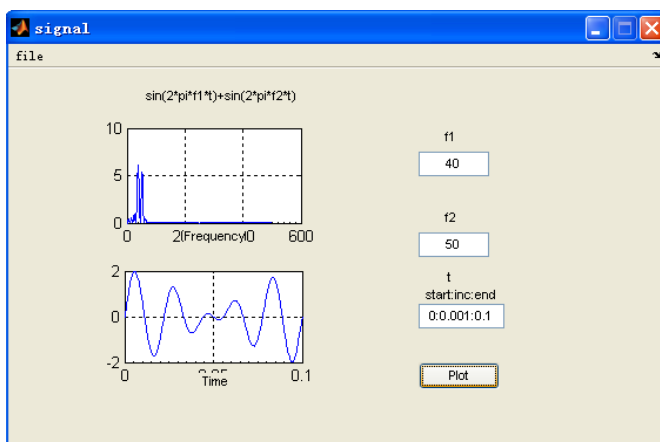 signal
file
sin(2*pi*f1*t)+sin(2*pi*f2*t)
10
5
0
0
Frequency
600
2
0
-2
0
Time
0.1
f1
40
f2
50
t
start:inc:end
0:0.001:0.1
Plot